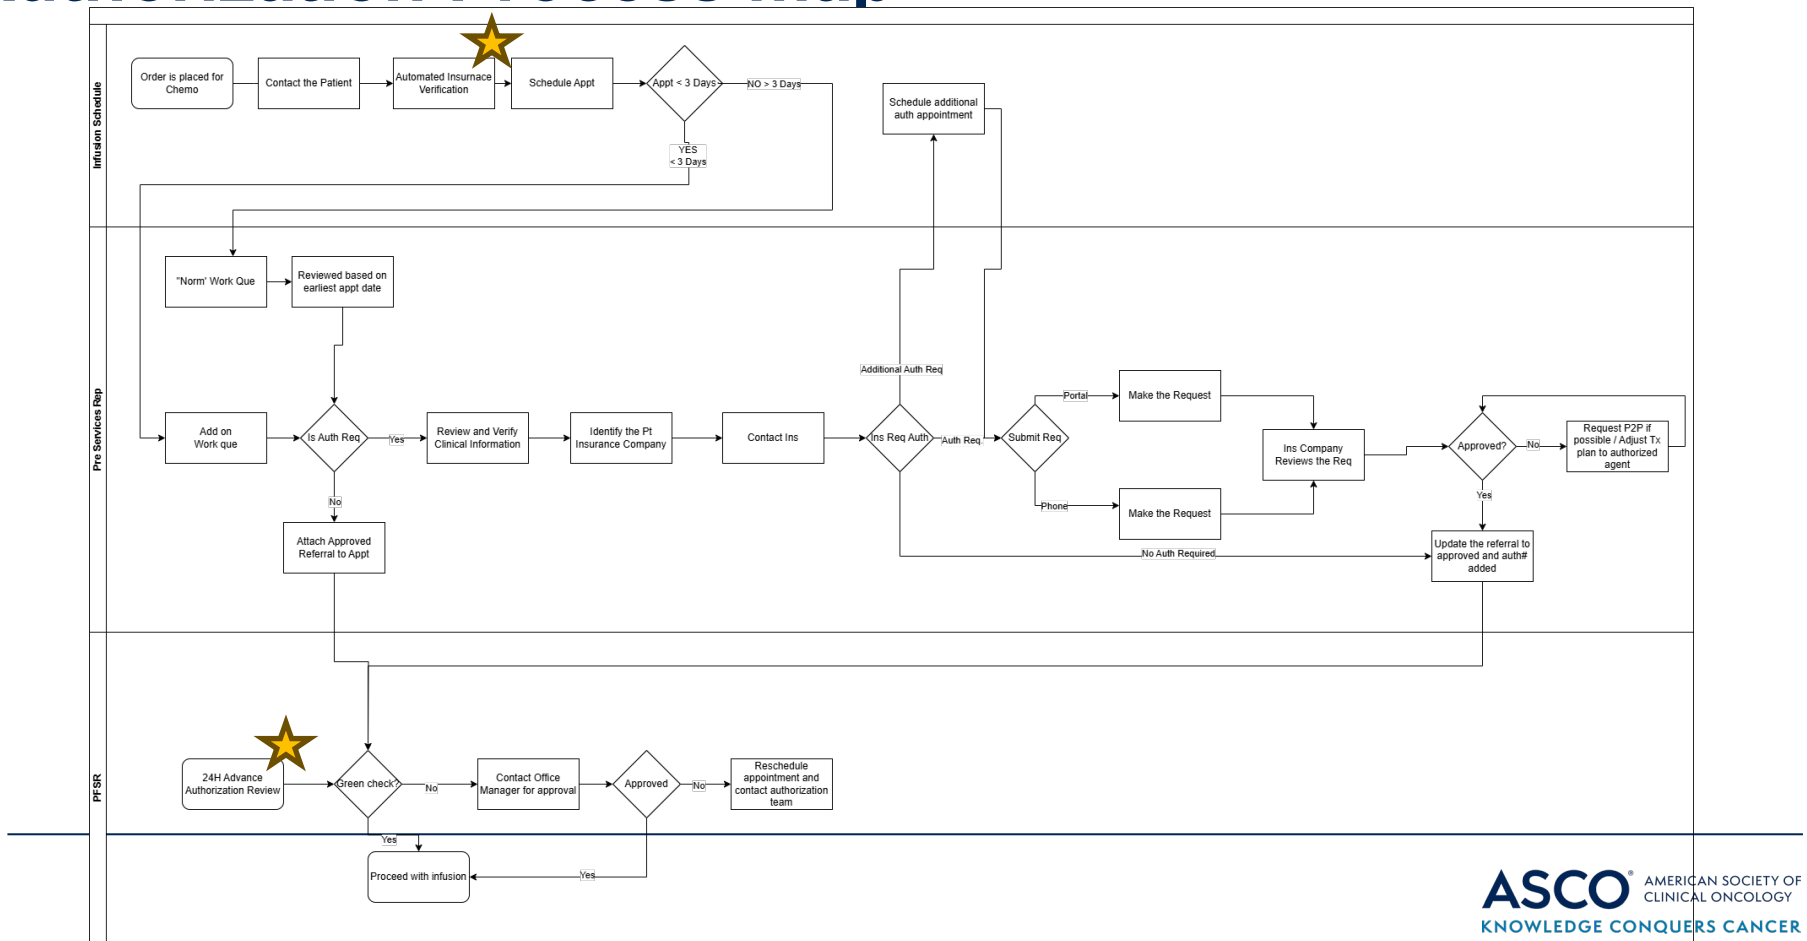 Authorization Process Map
Infusion Schedule
Order is placed for
Chemo
Contact the Patient
Automated Insurnace
Verification
Schedule Appt
Appt < 3 Days
NO > 3 Days
YES
< 3 Days
Schedule additional
auth appointment
Pre Services Rep
"Norm' Work Que
Reviewed based on
earliest appt date
Additional Auth Req
Add on
Work que
Is Auth Req
Yes
Review and Verify
Clinical Information
Identify the Pt
Insurance Company
Contact Ins
Ins Req Auth
Auth Req.
Submit Req
Portal
Make the Request
Phone
Make the Request
Ins Company
Reviews the Req
Approved?
No
Request P2P if
possible / Adjust Tx
plan to authorized
agent
Yes
No
Attach Approved
Referral to Appt
No Auth Required
Update the referral to
approved and auth#
added
PFSR
24H Advance
Authorization Review
Green check?
No
Contact Office
Manager for approval
Approved
No
Reschedule
appointment and
contact authorization
team
Yes
Proceed with infusion
Yes
ASCO®
AMERICAN SOCIETY OF
CLINICAL ONCOLOGY
KNOWLEDGE CONQUERS CANCER